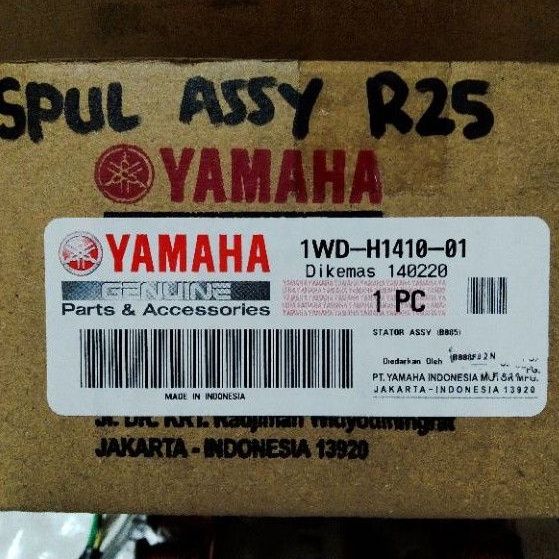 SPUL ASSY R25
YAMAHA
YAMAHA
GENUINE
Parts & Accessories
MADE IN INDONESIA
1WD-H1410-01
Dikemas 140220
1 PC
STATOR ASSY (B885)
Diedarkan Oleh
PT.YAMAHA INDONESIA
JAKARTA-INDONESIA 13920
JAKARTA - INDONESIA 13920